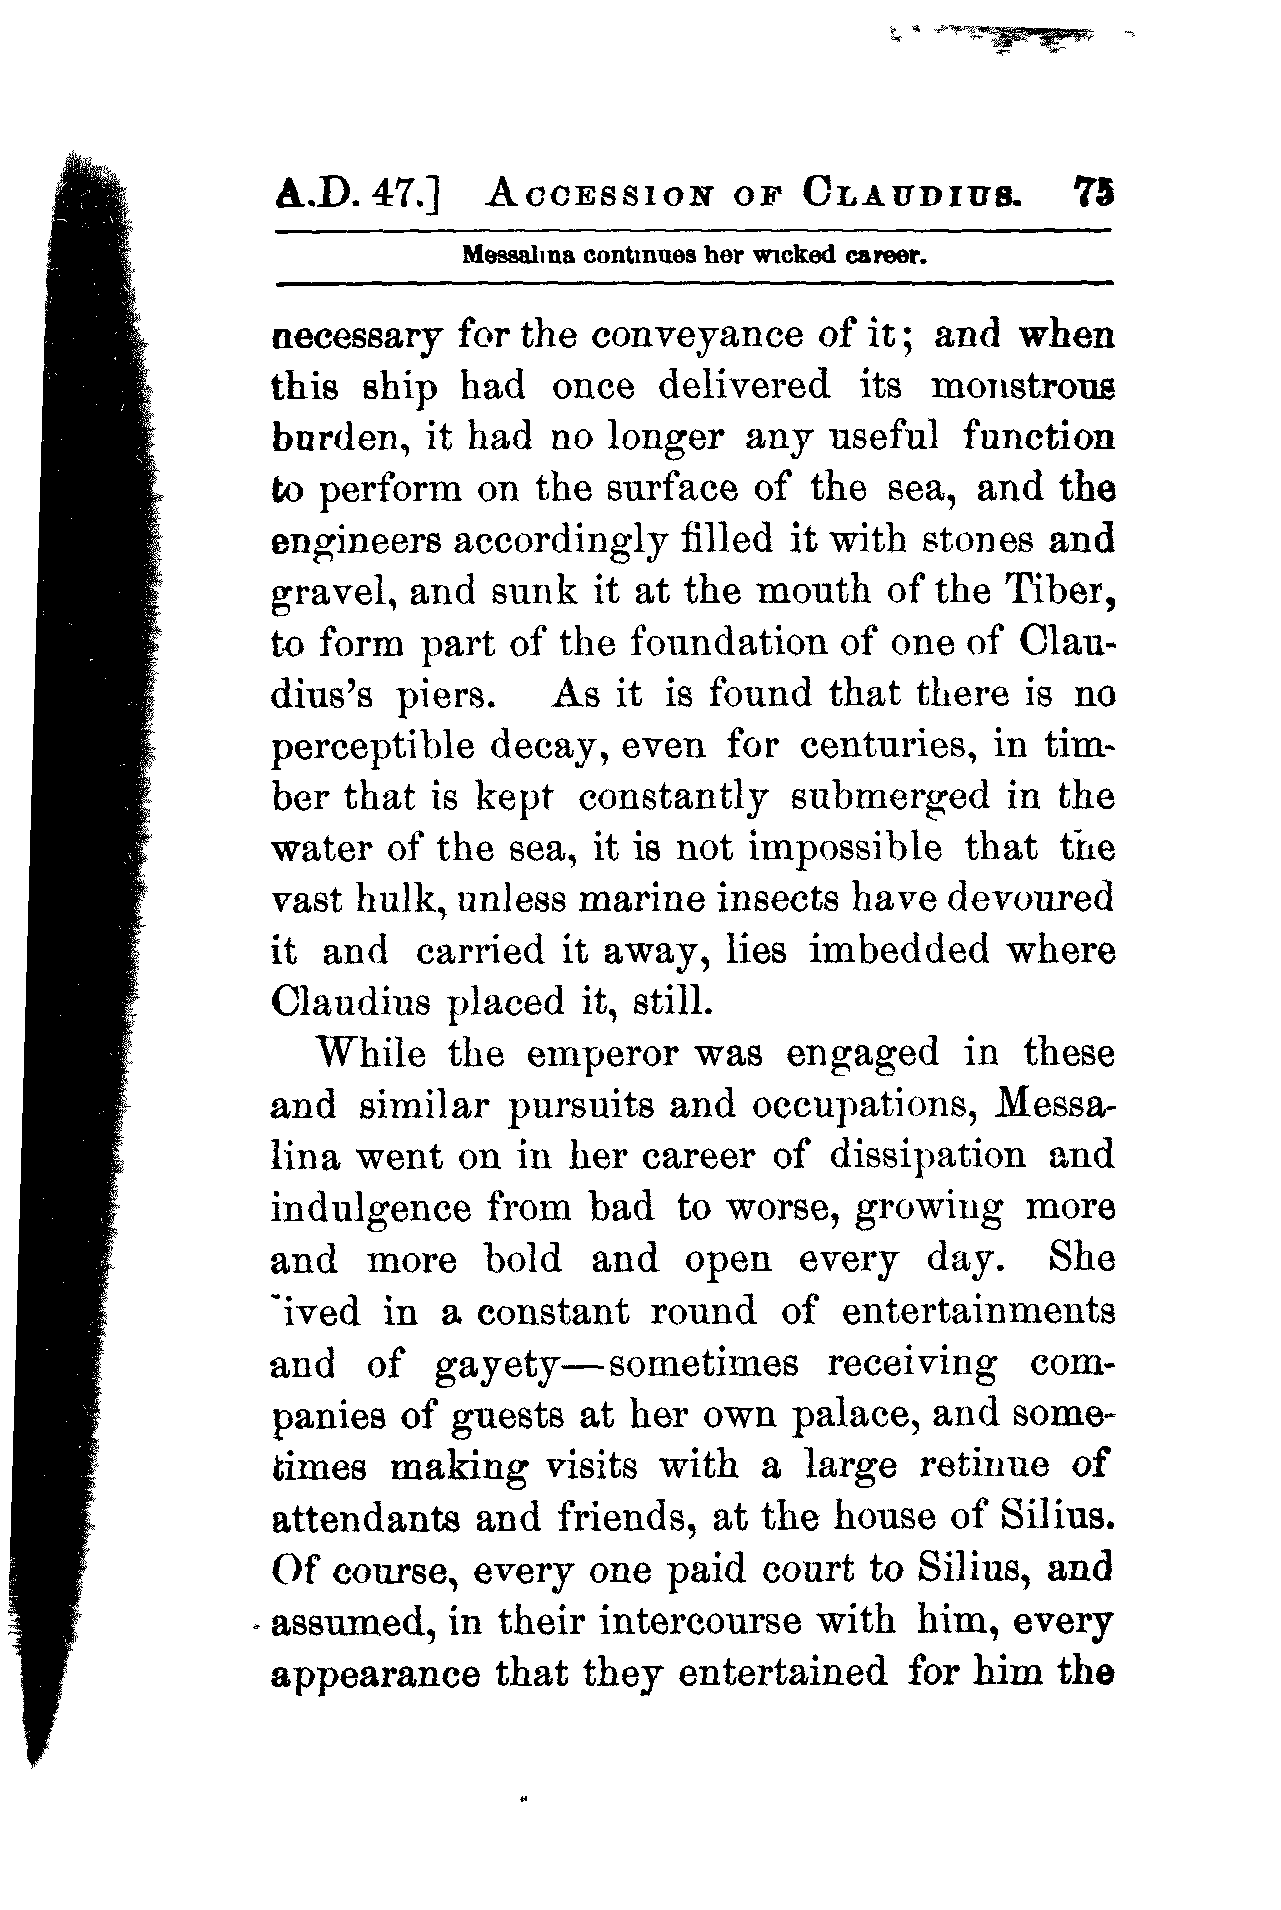 A.D. 47.] ACCESSION OF CLAUDIUS. 75
Messalina continues her wicked career.
necessary for the conveyance of it; and when
this ship had once delivered its monstrous
burden, it had no longer any useful function
to perform on the surface of the sea, and the
engineers accordingly filled it with stones and
gravel, and sunk it at the mouth of the Tiber,
to form part of the foundation of one of Clau-
dius's piers. As it is found that there is no
perceptible decay, even for centuries, in tim-
ber that is kept constantly submerged in the
water of the sea, it is not impossible that the
vast hulk, unless marine insects have devoured
it and carried it away, lies imbedded where
Claudius placed it, still.
While the emperor was engaged in these
and similar pursuits and occupations, Messa-
lina went on in her career of dissipation and
indulgence from bad to worse, growing more
and more bold and open every day. She
ived in a constant round of entertainments
and of gayety—sometimes receiving com-
panies of guests at her own palace, and some-
times making visits with a large retinue of
attendants and friends, at the house of Silius.
Of course, every one paid court to Silius, and
assumed, in their intercourse with him, every
appearance that they entertained for him the